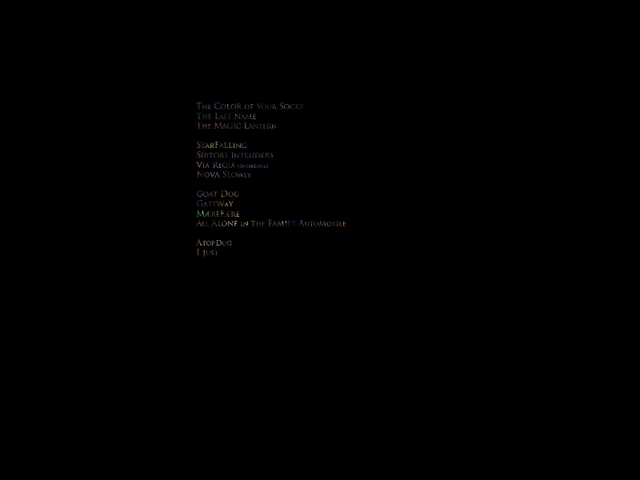 The Color of your Socks
The Last Name
The Magic Lantern
StarFalling
Suitors Intruders
Via Regia
Nova Slowly
Goat Dog
Gateway
All Alone in the Family AutoMobile
AtopDog
I Just